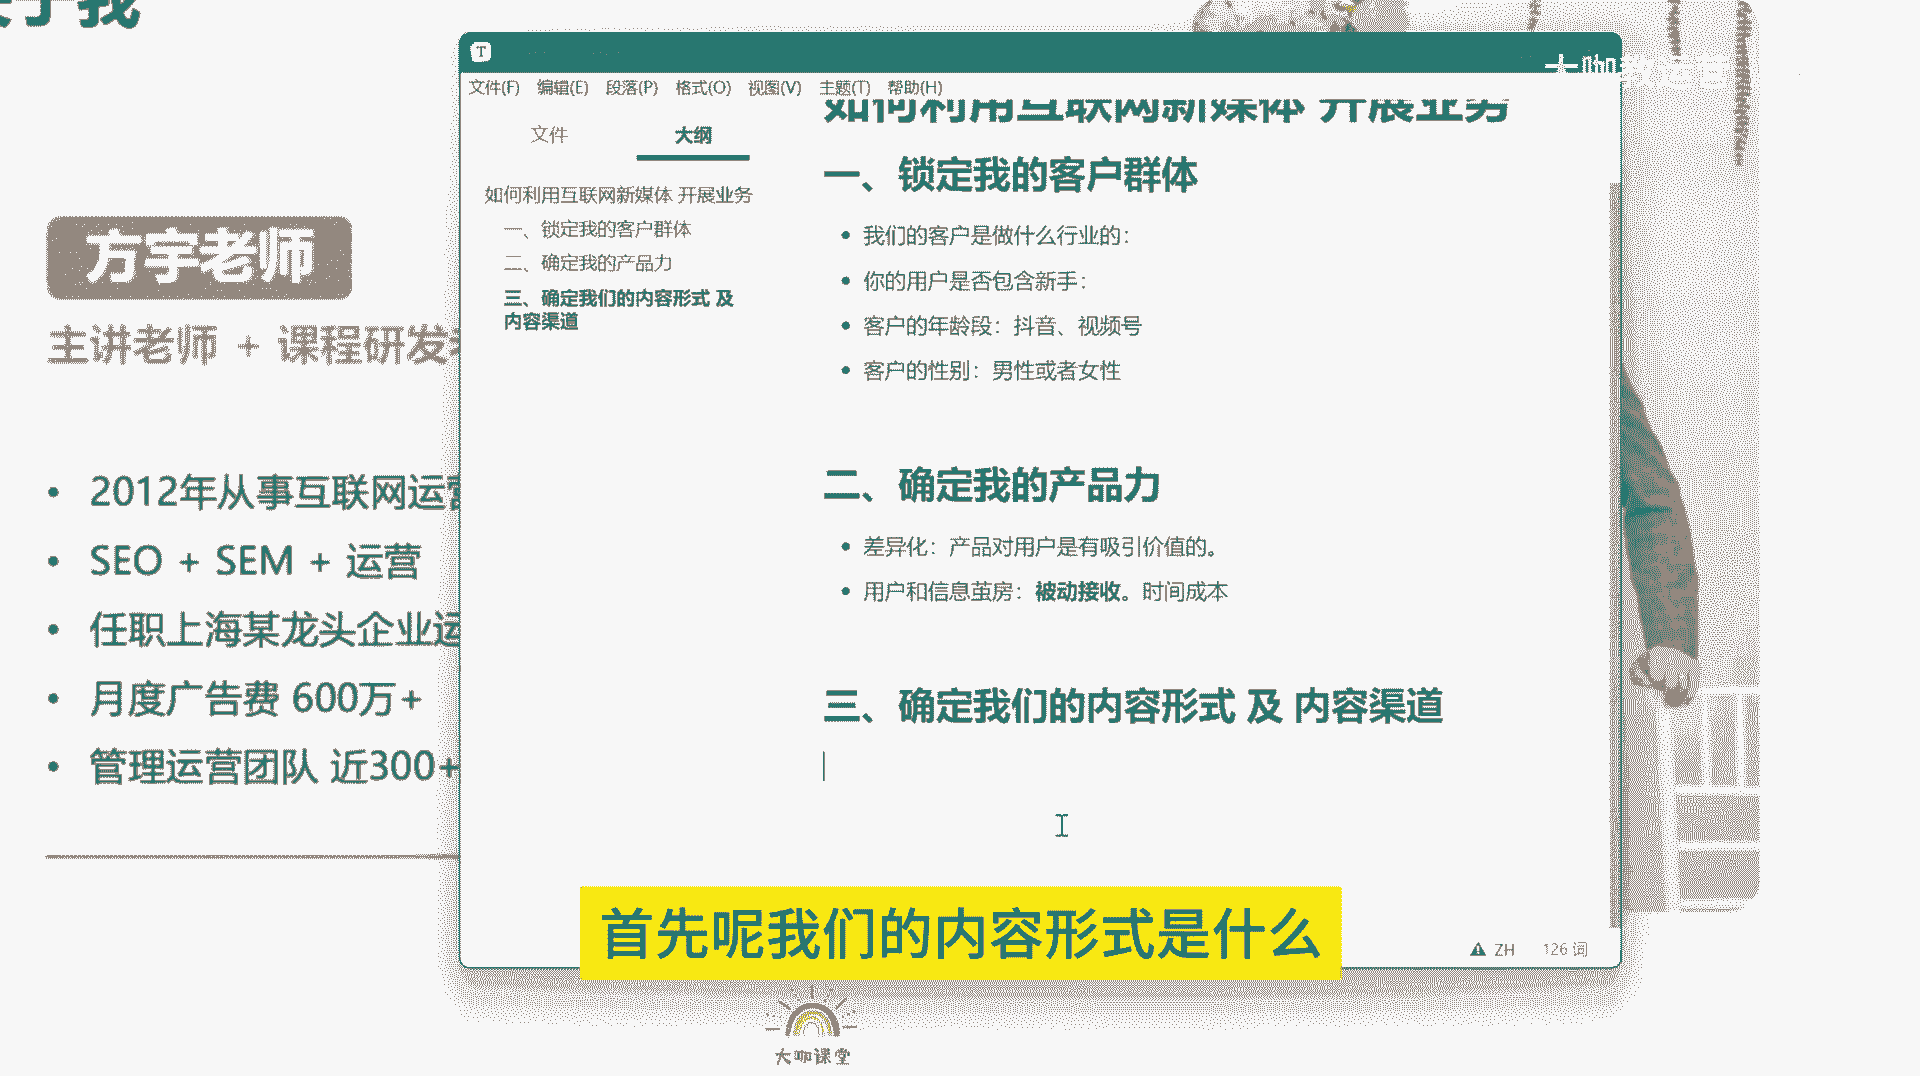 于我
方宇老师
主讲老师 + 课程研发
2012年从事互联网运营
SEO + SEM + 运营
任职上海某龙头企业运
月度广告费 600万+
管理运营团队 近300+
T
文件(F) 编辑(E) 段落(P) 格式(O) 视图(V) 主题(T) 帮助(H)
文件 大纲
如何利用互联网新媒体 开展业务
一、锁定我的客户群体
二、确定我的产品力
三、确定我们的内容形式 及
内容渠道
如何利用互联网新媒体 开展业务
一、锁定我的客户群体
我们的客户是做什么行业的：
你的用户是否包含新手：
客户的年龄段：抖音、视频号
客户的性别：男性或者女性
二、确定我的产品力
差异化：产品对用户是有吸引价值的。
用户和信息茧房：被动接收。时间成本
三、确定我们的内容形式 及 内容渠道
ZH 126 词
首先呢我们的内容形式是什么
大咖课堂